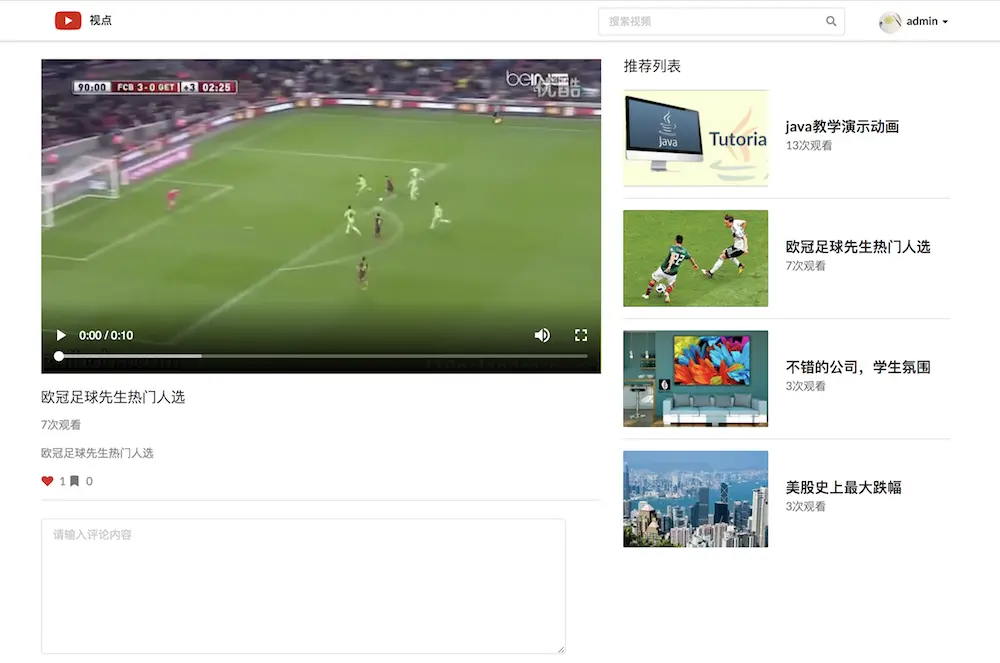 视点
搜索视频
admin
90:00 FCB 3-0 GET +3 02:25
beIN
优酷
0:00 / 0:10
欧冠足球先生热门人选
7次观看
欧冠足球先生热门人选
1 0
请输入评论内容
推荐列表
Java
Tutoria
java教学演示动画
13次观看
欧冠足球先生热门人选
7次观看
不错的公司，学生氛围
3次观看
美股史上最大跌幅
3次观看